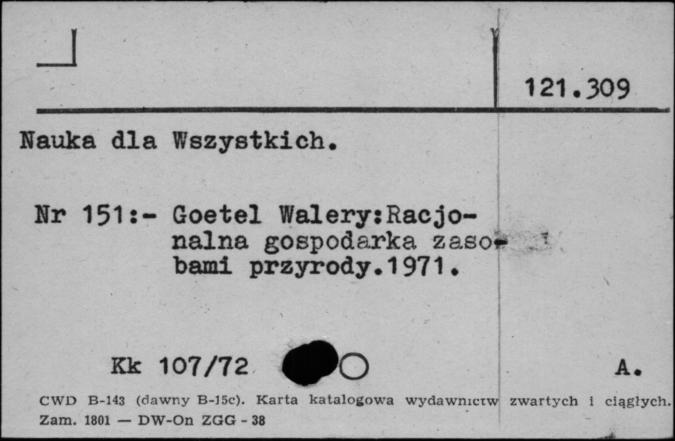 121.309
Nauka dla Wszystkich.
Nr 151:- Goetel Walery:Racjo-
nalna gospodarka zaso-
bami przyrody.1971.
Kk 107/72 A.
CWD B-143 (dawny B-15c). Karta katalogowa wydawnictw zwartych i ciągłych.
Zam. 1801 — DW-On ZGG - 38